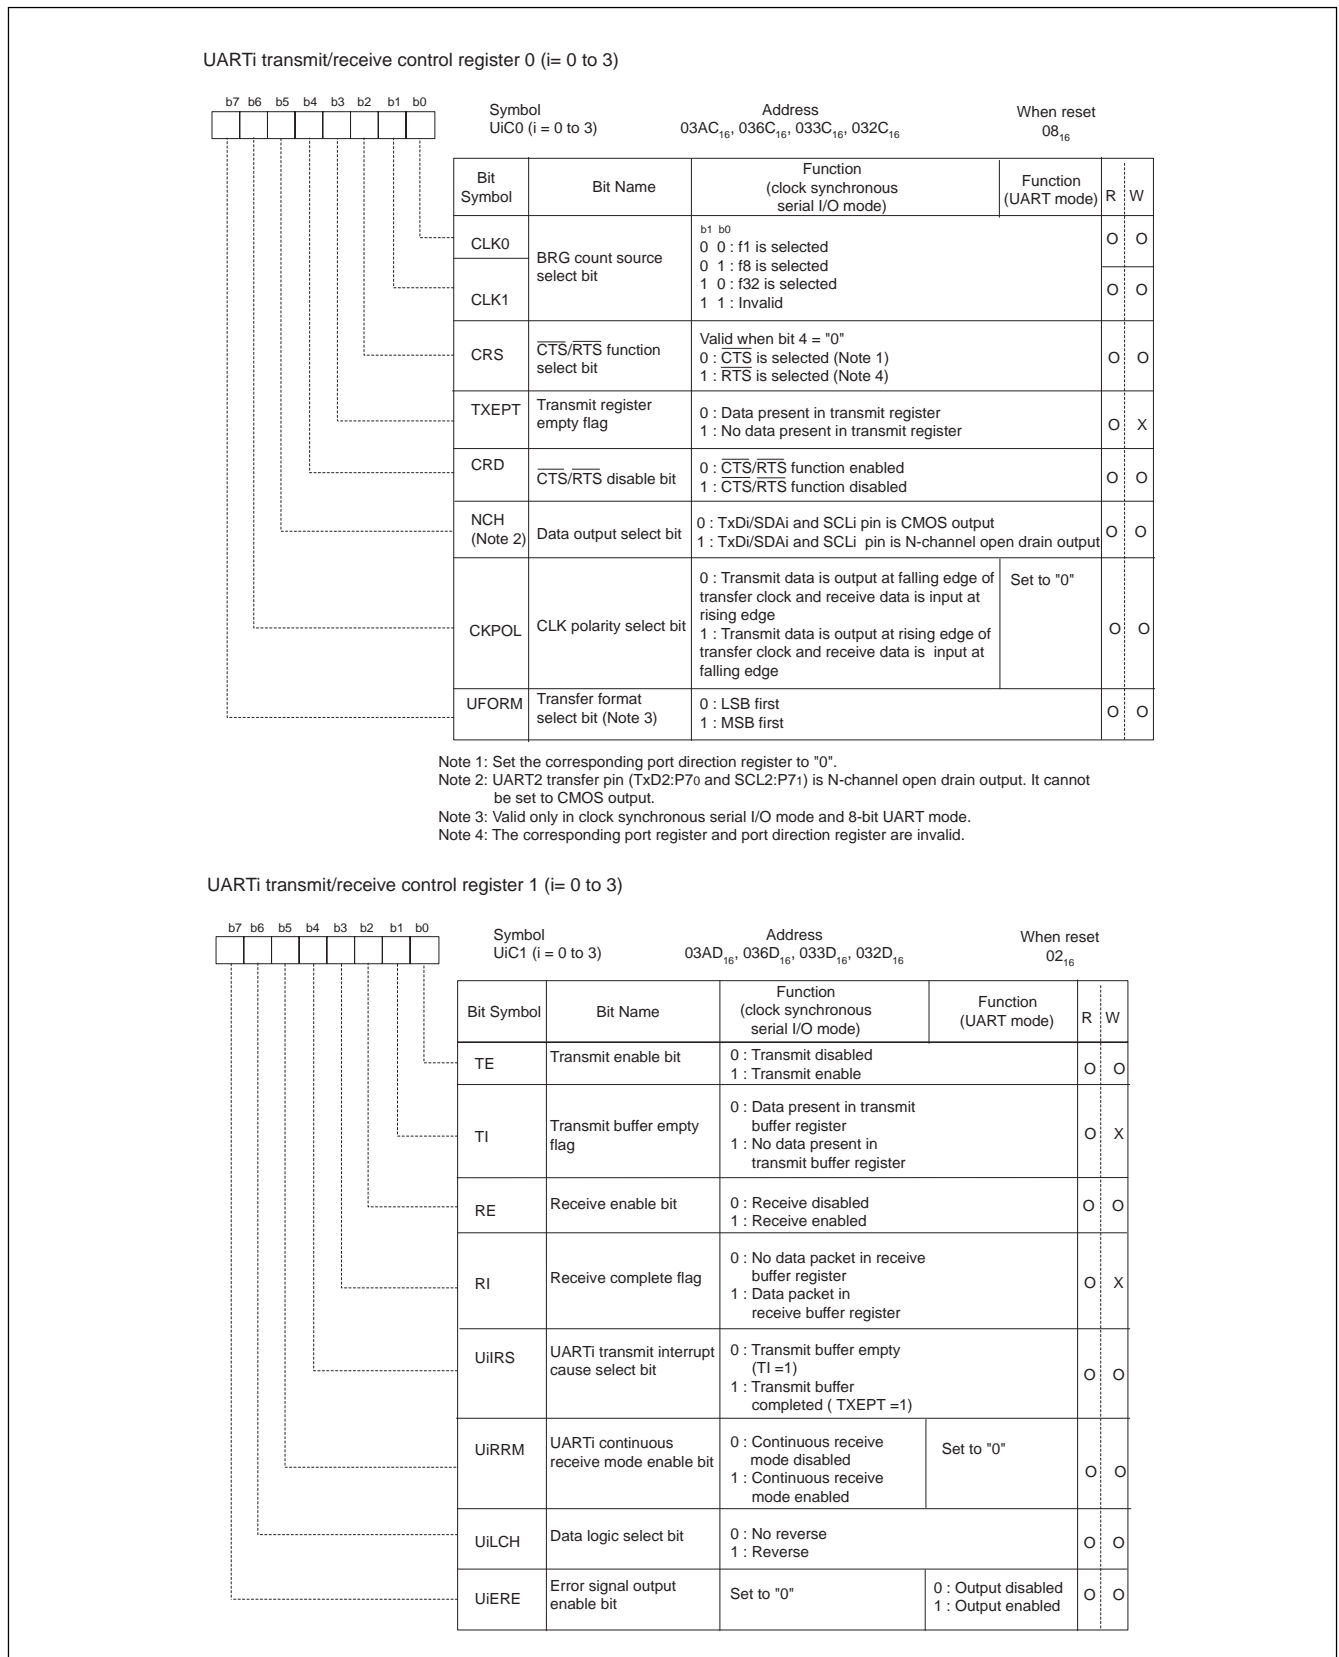 UARTi transmit/receive control register 0 (i= 0 to 3)
b7 b6 b5 b4 b3 b2 b1 b0
Symbol
UiC0 (i = 0 to 3)
Address
03AC16, 036C16, 033C16, 032C16
When reset
0816
Bit Symbol
Bit Name
Function
(clock synchronous
serial I/O mode)
Function
(UART mode)
R W
CLK0
CLK1
BRG count source
select bit
b1 b0
0 0 : f1 is selected
0 1 : f8 is selected
1 0 : f32 is selected
1 1 : Invalid
O O
O O
CRS
CTS/RTS function
select bit
Valid when bit 4 = "0"
0 : CTS is selected (Note 1)
1 : RTS is selected (Note 4)
O O
TXEPT
Transmit register
empty flag
0 : Data present in transmit register
1 : No data present in transmit register
O X
CRD
CTS/RTS disable bit
0 : CTS/RTS function enabled
1 : CTS/RTS function disabled
O O
NCH
(Note 2)
Data output select bit
0 : TxDi/SDAi and SCLi pin is CMOS output
1 : TxDi/SDAi and SCLi pin is N-channel open drain output
O O
CKPOL
CLK polarity select bit
0 : Transmit data is output at falling edge of
transfer clock and receive data is input at
rising edge
1 : Transmit data is output at rising edge of
transfer clock and receive data is input at
falling edge
Set to "0"
O O
UFORM
Transfer format
select bit (Note 3)
0 : LSB first
1 : MSB first
O O
Note 1: Set the corresponding port direction register to "0".
Note 2: UART2 transfer pin (TxD2:P70 and SCL2:P71) is N-channel open drain output. It cannot
be set to CMOS output.
Note 3: Valid only in clock synchronous serial I/O mode and 8-bit UART mode.
Note 4: The corresponding port register and port direction register are invalid.
UARTi transmit/receive control register 1 (i= 0 to 3)
b7 b6 b5 b4 b3 b2 b1 b0
Symbol
UiC1 (i = 0 to 3)
Address
03AD16, 036D16, 033D16, 032D16
When reset
0216
Bit Symbol
Bit Name
Function
(clock synchronous
serial I/O mode)
Function
(UART mode)
R W
TE
Transmit enable bit
0 : Transmit disabled
1 : Transmit enable
O O
TI
Transmit buffer empty
flag
0 : Data present in transmit
buffer register
1 : No data present in
transmit buffer register
O X
RE
Receive enable bit
0 : Receive disabled
1 : Receive enabled
O O
RI
Receive complete flag
0 : No data packet in receive
buffer register
1 : Data packet in
receive buffer register
O X
UiIRS
UARTi transmit interrupt
cause select bit
0 : Transmit buffer empty
(TI =1)
1 : Transmit buffer
completed ( TXEPT =1)
O O
UiRRM
UARTi continuous
receive mode enable bit
0 : Continuous receive
mode disabled
1 : Continuous receive
mode enabled
Set to "0"
O O
UiLCH
Data logic select bit
0 : No reverse
1 : Reverse
O O
UiERE
Error signal output
enable bit
Set to "0"
0 : Output disabled
1 : Output enabled
O O